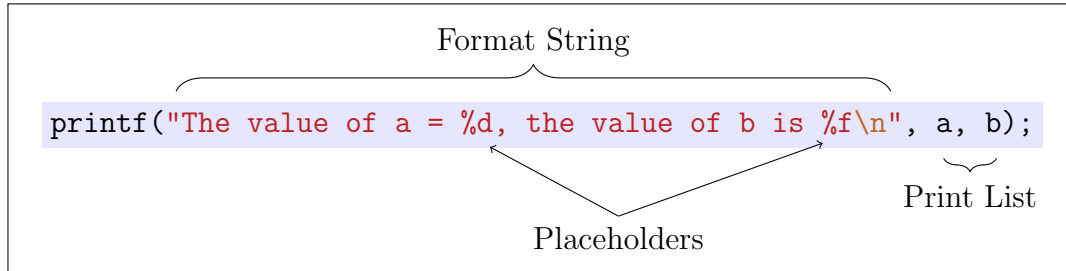 Format String
printf("The value of a = %d, the value of b is %f\n", a, b);
Print List
Placeholders